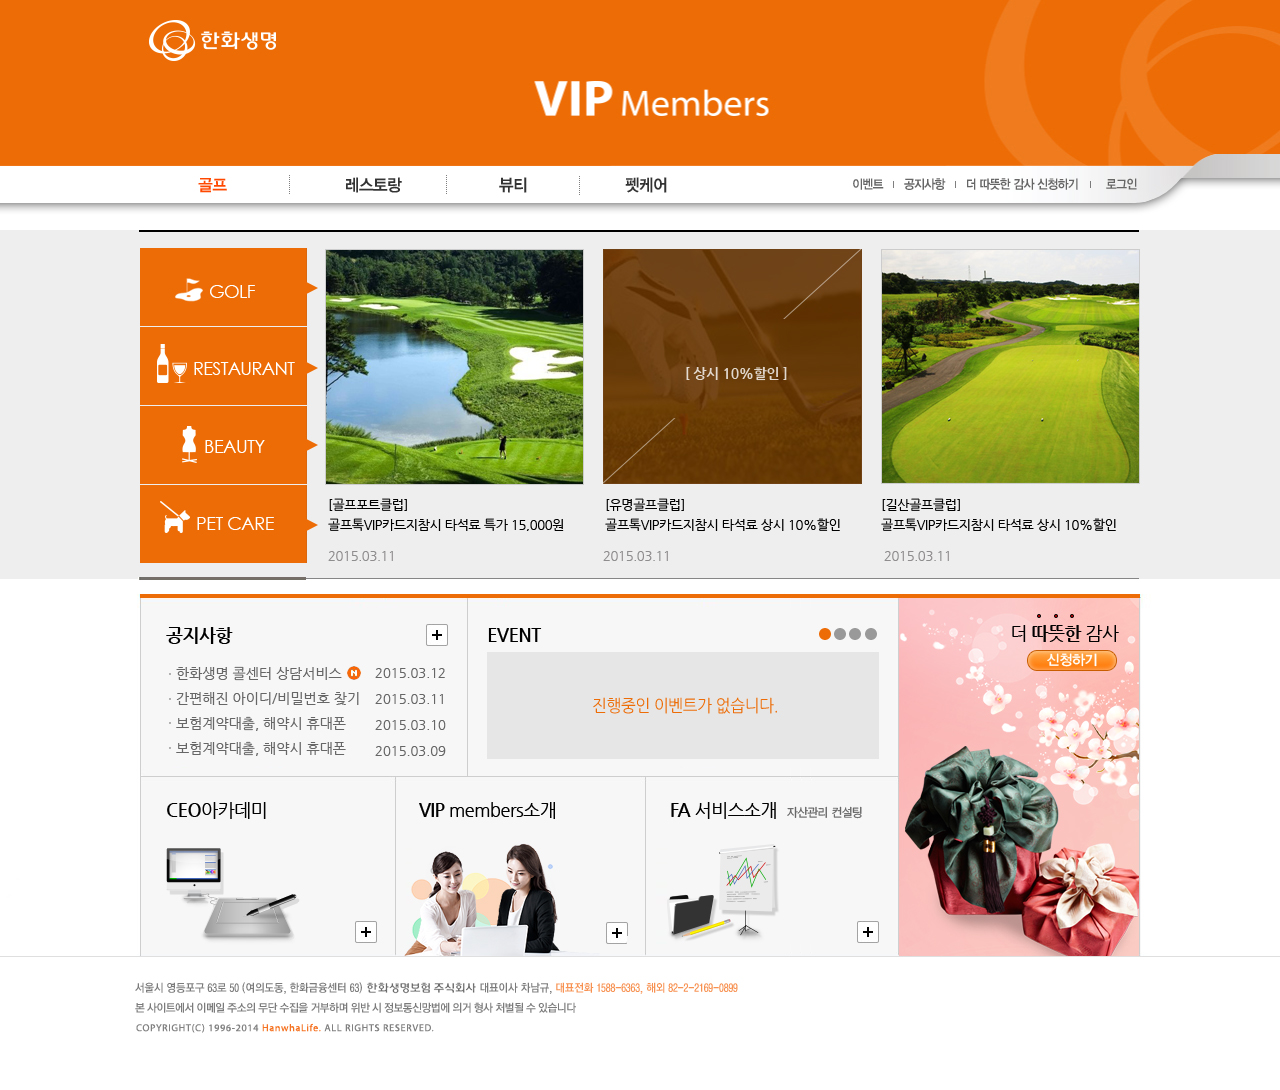 한화생명
VIP Members
골프 레스토랑 뷰티 펫케어 이벤트 공지사항 더 따뜻한 감사 신청하기 로그인
GOLF
RESTAURANT
BEAUTY
PET CARE
[ 상시 10%할인 ]
[골프포트클럽]
골프톡VIP카드지참시 타석료 특가 15,000원
2015.03.11
[유명골프클럽]
골프톡VIP카드지참시 타석료 상시 10%할인
2015.03.11
[길산골프클럽]
골프톡VIP카드지참시 타석료 상시 10%할인
2015.03.11
공지사항
· 한화생명 콜센터 상담서비스 N 2015.03.12
· 간편해진 아이디/비밀번호 찾기 2015.03.11
· 보험계약대출, 해약시 휴대폰 2015.03.10
· 보험계약대출, 해약시 휴대폰 2015.03.09
EVENT
진행중인 이벤트가 없습니다.
더 따뜻한 감사
신청하기
CEO아카데미
VIP members소개
FA 서비스소개 자산관리 컨설팅
서울시 영등포구 63로 50 (여의도동, 한화금융센터 63) 한화생명보험 주식회사 대표이사 차남규, 대표전화 1588-6363, 해외 82-2-2169-0899
본 사이트에서 이메일 주소의 무단 수집을 거부하며 위반 시 정보통신망법에 의거 형사 처벌될 수 있습니다
COPYRIGHT(C) 1996-2014 HanwhaLife. ALL RIGHTS RESERVED.